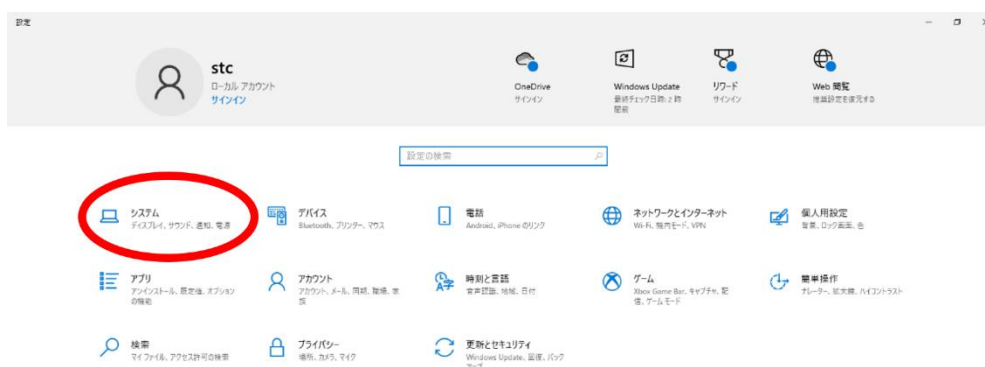 設定
stc
ローカル アカウント
サインイン
OneDrive
サインイン
Windows Update
最終チェック日時: 2 時
間前
リワード
サインイン
Web 閲覧
推奨設定を復元する
設定の検索
システム
ディスプレイ、サウンド、通知、電源
デバイス
Bluetooth、プリンター、マウス
電話
Android、iPhone のリンク
ネットワークとインターネット
Wi-Fi、機内モード、VPN
個人用設定
背景、ロック画面、色
アプリ
アンインストール、既定値、オプション
の機能
アカウント
アカウント、メール、同期、職場、家
族
時刻と言語
音声認識、地域、日付
ゲーム
Xbox Game Bar、キャプチャ、配
信、ゲーム モード
簡単操作
ナレーター、拡大鏡、ハイコントラスト
検索
マイ ファイル、アクセス許可の検索
プライバシー
場所、カメラ、マイク
更新とセキュリティ
Windows Update、回復、バック